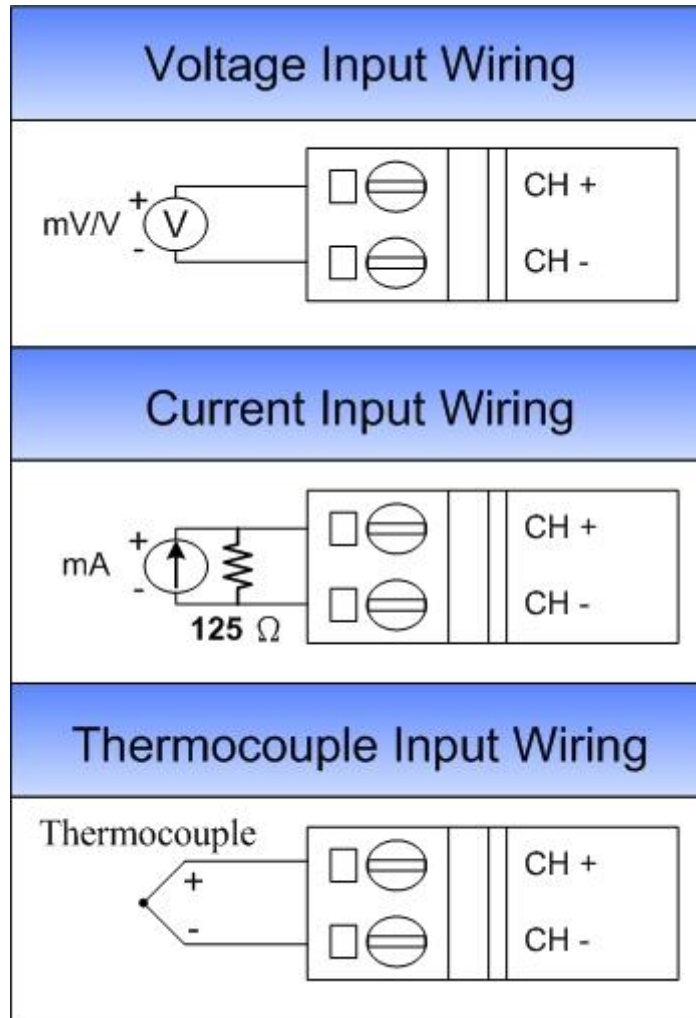 Voltage Input Wiring
+
CH +
mV/V
V
-
CH -
Current Input Wiring
+
CH +
mA
-
CH -
125 Ω
Thermocouple Input Wiring
Thermocouple
+
CH +
-
CH -